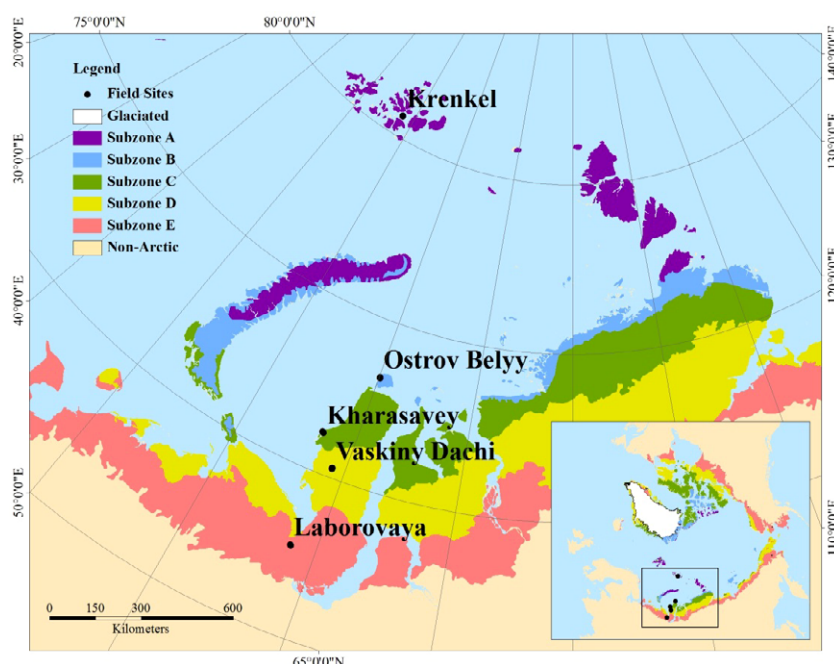 75°0'0"E
80°0'0"E
20°0'0"E
140°0'0"E
Legend
Field Sites
Glaciated
Subzone A
Subzone B
Subzone C
Subzone D
Subzone E
Non-Arctic
Krenkel
130°0'0"E
30°0'0"E
120°0'0"E
40°0'0"E
Ostrov Belyy
Kharasavey
Vaskiny Dachi
50°0'0"E
Laborovaya
110°0'0"E
0 150 300 600
Kilometers
65°0'0"E